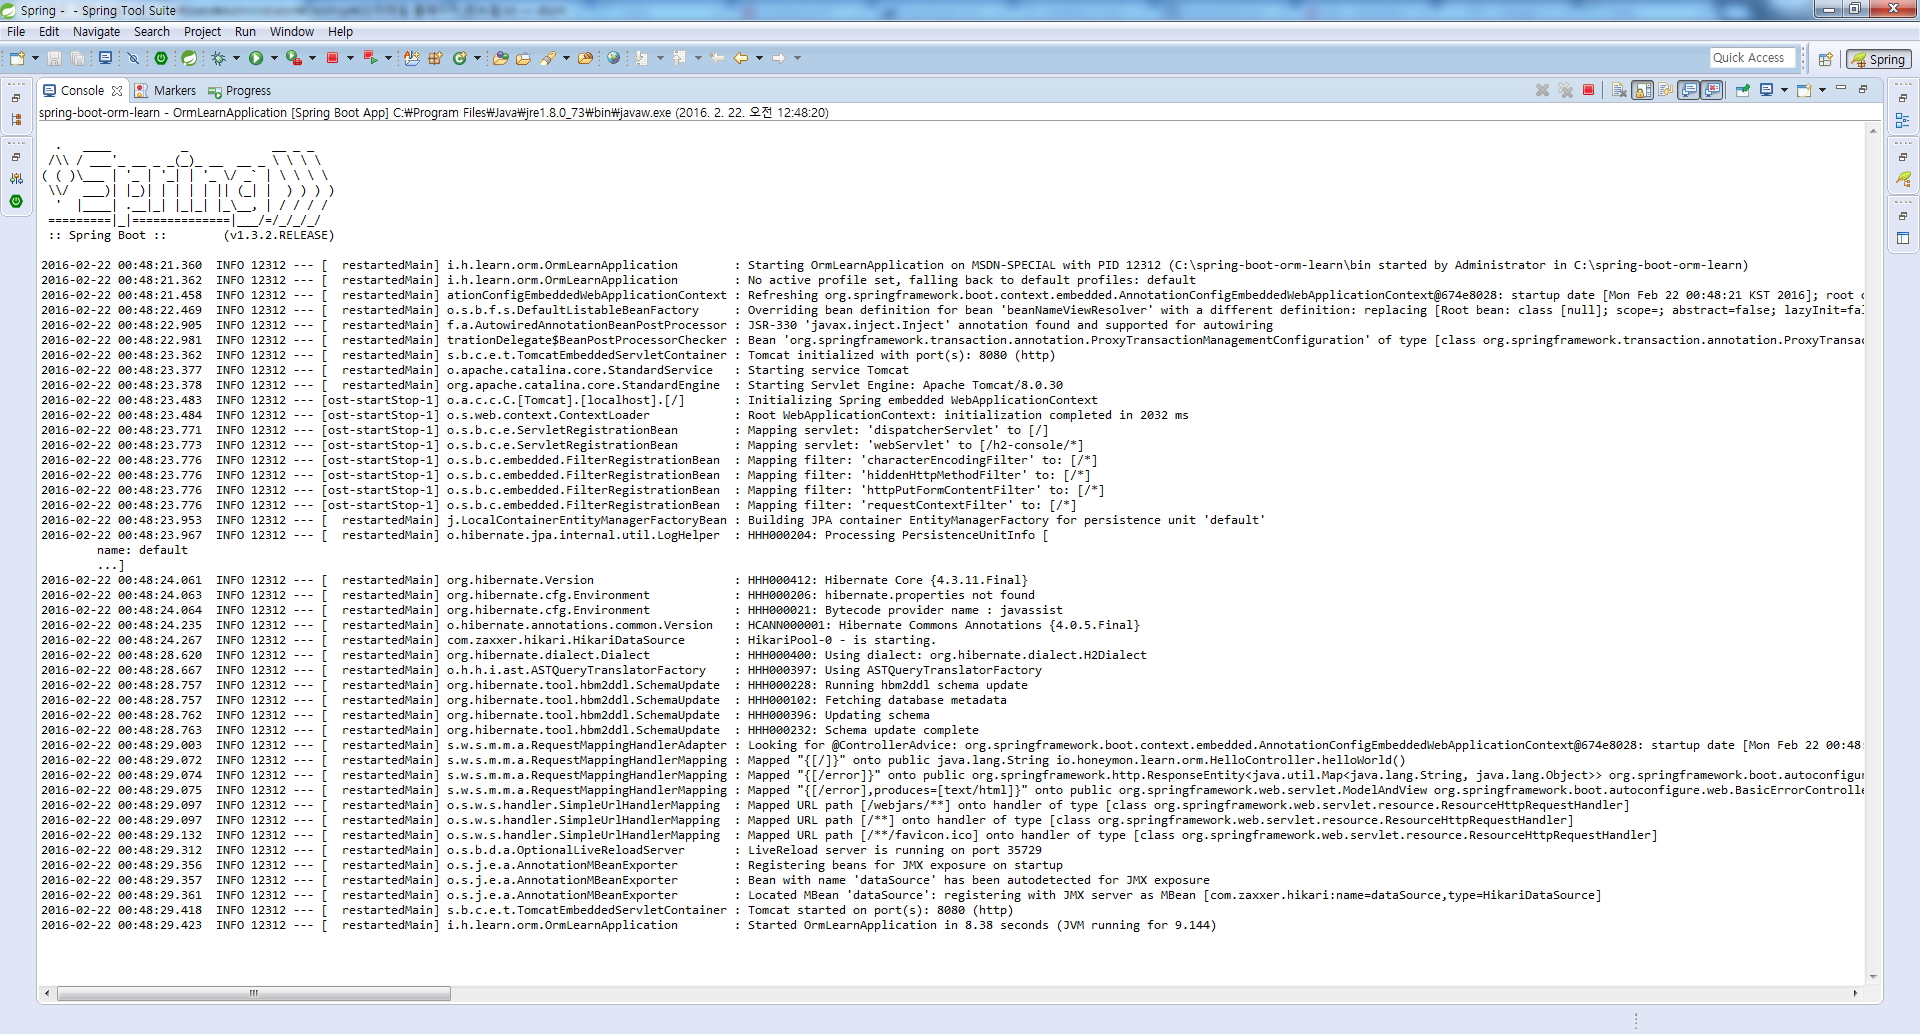 Spring -  - Spring Tool Suite
File Edit Navigate Search Project Run Window Help
Quick Access
Spring
Console Markers Progress
spring-boot-orm-learn - OrmLearnApplication [Spring Boot App] C:₩Program Files₩Java₩jre1.8.0_73₩bin₩javaw.exe (2016. 2. 22. 오전 12:48:20)
  .   ____          _            __ _ _
 /\\ / ___'_ __ _ _(_)_ __  __ _ \ \ \ \
( ( )\___ | '_ | '_| | '_ \/ _` | \ \ \ \
 \\/  ___)| |_)| | | | | || (_| |  ) ) ) )
  '  |____| .__|_| |_|_| |_\__, | / / / /
 =========|_|==============|___/=/_/_/_/
 :: Spring Boot ::        (v1.3.2.RELEASE)
2016-02-22 00:48:21.360  INFO 12312 --- [  restartedMain] i.h.learn.orm.OrmLearnApplication        : Starting OrmLearnApplication on MSDN-SPECIAL with PID 12312 (C:\spring-boot-orm-learn\bin started by Administrator in C:\spring-boot-orm-learn)
2016-02-22 00:48:21.362  INFO 12312 --- [  restartedMain] i.h.learn.orm.OrmLearnApplication        : No active profile set, falling back to default profiles: default
2016-02-22 00:48:21.458  INFO 12312 --- [  restartedMain] ationConfigEmbeddedWebApplicationContext : Refreshing org.springframework.boot.context.embedded.AnnotationConfigEmbeddedWebApplicationContext@674e8028: startup date [Mon Feb 22 00:48:21 KST 2016]; root
2016-02-22 00:48:22.469  INFO 12312 --- [  restartedMain] o.s.b.f.s.DefaultListableBeanFactory     : Overriding bean definition for bean 'beanNameViewResolver' with a different definition: replacing [Root bean: class [null]; scope=; abstract=false; lazyInit=fal
2016-02-22 00:48:22.905  INFO 12312 --- [  restartedMain] f.a.AutowiredAnnotationBeanPostProcessor : JSR-330 'javax.inject.Inject' annotation found and supported for autowiring
2016-02-22 00:48:22.981  INFO 12312 --- [  restartedMain] trationDelegate$BeanPostProcessorChecker : Bean 'org.springframework.transaction.annotation.ProxyTransactionManagementConfiguration' of type [class org.springframework.transaction.annotation.ProxyTransac
2016-02-22 00:48:23.362  INFO 12312 --- [  restartedMain] s.b.c.e.t.TomcatEmbeddedServletContainer : Tomcat initialized with port(s): 8080 (http)
2016-02-22 00:48:23.377  INFO 12312 --- [  restartedMain] o.apache.catalina.core.StandardService   : Starting service Tomcat
2016-02-22 00:48:23.378  INFO 12312 --- [  restartedMain] org.apache.catalina.core.StandardEngine  : Starting Servlet Engine: Apache Tomcat/8.0.30
2016-02-22 00:48:23.483  INFO 12312 --- [ost-startStop-1] o.a.c.c.C.[Tomcat].[localhost].[/]       : Initializing Spring embedded WebApplicationContext
2016-02-22 00:48:23.484  INFO 12312 --- [ost-startStop-1] o.s.web.context.ContextLoader            : Root WebApplicationContext: initialization completed in 2032 ms
2016-02-22 00:48:23.771  INFO 12312 --- [ost-startStop-1] o.s.b.c.e.ServletRegistrationBean        : Mapping servlet: 'dispatcherServlet' to [/]
2016-02-22 00:48:23.773  INFO 12312 --- [ost-startStop-1] o.s.b.c.e.ServletRegistrationBean        : Mapping servlet: 'webServlet' to [/h2-console/*]
2016-02-22 00:48:23.776  INFO 12312 --- [ost-startStop-1] o.s.b.c.embedded.FilterRegistrationBean  : Mapping filter: 'characterEncodingFilter' to: [/*]
2016-02-22 00:48:23.776  INFO 12312 --- [ost-startStop-1] o.s.b.c.embedded.FilterRegistrationBean  : Mapping filter: 'hiddenHttpMethodFilter' to: [/*]
2016-02-22 00:48:23.776  INFO 12312 --- [ost-startStop-1] o.s.b.c.embedded.FilterRegistrationBean  : Mapping filter: 'httpPutFormContentFilter' to: [/*]
2016-02-22 00:48:23.776  INFO 12312 --- [ost-startStop-1] o.s.b.c.embedded.FilterRegistrationBean  : Mapping filter: 'requestContextFilter' to: [/*]
2016-02-22 00:48:23.953  INFO 12312 --- [  restartedMain] j.LocalContainerEntityManagerFactoryBean : Building JPA container EntityManagerFactory for persistence unit 'default'
2016-02-22 00:48:23.967  INFO 12312 --- [  restartedMain] o.hibernate.jpa.internal.util.LogHelper  : HHH000204: Processing PersistenceUnitInfo [
        name: default
        ...]
2016-02-22 00:48:24.061  INFO 12312 --- [  restartedMain] org.hibernate.Version                    : HHH000412: Hibernate Core {4.3.11.Final}
2016-02-22 00:48:24.063  INFO 12312 --- [  restartedMain] org.hibernate.cfg.Environment            : HHH000206: hibernate.properties not found
2016-02-22 00:48:24.064  INFO 12312 --- [  restartedMain] org.hibernate.cfg.Environment            : HHH000021: Bytecode provider name : javassist
2016-02-22 00:48:24.235  INFO 12312 --- [  restartedMain] o.hibernate.annotations.common.Version   : HCANN000001: Hibernate Commons Annotations {4.0.5.Final}
2016-02-22 00:48:24.267  INFO 12312 --- [  restartedMain] com.zaxxer.hikari.HikariDataSource       : HikariPool-0 - is starting.
2016-02-22 00:48:28.620  INFO 12312 --- [  restartedMain] org.hibernate.dialect.Dialect            : HHH000400: Using dialect: org.hibernate.dialect.H2Dialect
2016-02-22 00:48:28.667  INFO 12312 --- [  restartedMain] o.h.h.i.ast.ASTQueryTranslatorFactory    : HHH000397: Using ASTQueryTranslatorFactory
2016-02-22 00:48:28.757  INFO 12312 --- [  restartedMain] org.hibernate.tool.hbm2ddl.SchemaUpdate  : HHH000228: Running hbm2ddl schema update
2016-02-22 00:48:28.757  INFO 12312 --- [  restartedMain] org.hibernate.tool.hbm2ddl.SchemaUpdate  : HHH000102: Fetching database metadata
2016-02-22 00:48:28.762  INFO 12312 --- [  restartedMain] org.hibernate.tool.hbm2ddl.SchemaUpdate  : HHH000396: Updating schema
2016-02-22 00:48:28.763  INFO 12312 --- [  restartedMain] org.hibernate.tool.hbm2ddl.SchemaUpdate  : HHH000232: Schema update complete
2016-02-22 00:48:29.003  INFO 12312 --- [  restartedMain] s.w.s.m.m.a.RequestMappingHandlerAdapter : Looking for @ControllerAdvice: org.springframework.boot.context.embedded.AnnotationConfigEmbeddedWebApplicationContext@674e8028: startup date [Mon Feb 22 00:48:
2016-02-22 00:48:29.072  INFO 12312 --- [  restartedMain] s.w.s.m.m.a.RequestMappingHandlerMapping : Mapped "{[/]}" onto public java.lang.String io.honeymon.learn.orm.HelloController.helloWorld()
2016-02-22 00:48:29.074  INFO 12312 --- [  restartedMain] s.w.s.m.m.a.RequestMappingHandlerMapping : Mapped "{[/error]}" onto public org.springframework.http.ResponseEntity<java.util.Map<java.lang.String, java.lang.Object>> org.springframework.boot.autoconfigur
2016-02-22 00:48:29.075  INFO 12312 --- [  restartedMain] s.w.s.m.m.a.RequestMappingHandlerMapping : Mapped "{[/error],produces=[text/html]}" onto public org.springframework.web.servlet.ModelAndView org.springframework.boot.autoconfigure.web.BasicErrorControlle
2016-02-22 00:48:29.097  INFO 12312 --- [  restartedMain] o.s.w.s.handler.SimpleUrlHandlerMapping  : Mapped URL path [/webjars/**] onto handler of type [class org.springframework.web.servlet.resource.ResourceHttpRequestHandler]
2016-02-22 00:48:29.097  INFO 12312 --- [  restartedMain] o.s.w.s.handler.SimpleUrlHandlerMapping  : Mapped URL path [/**] onto handler of type [class org.springframework.web.servlet.resource.ResourceHttpRequestHandler]
2016-02-22 00:48:29.132  INFO 12312 --- [  restartedMain] o.s.w.s.handler.SimpleUrlHandlerMapping  : Mapped URL path [/**/favicon.ico] onto handler of type [class org.springframework.web.servlet.resource.ResourceHttpRequestHandler]
2016-02-22 00:48:29.312  INFO 12312 --- [  restartedMain] o.s.b.d.a.OptionalLiveReloadServer       : LiveReload server is running on port 35729
2016-02-22 00:48:29.356  INFO 12312 --- [  restartedMain] o.s.j.e.a.AnnotationMBeanExporter        : Registering beans for JMX exposure on startup
2016-02-22 00:48:29.357  INFO 12312 --- [  restartedMain] o.s.j.e.a.AnnotationMBeanExporter        : Bean with name 'dataSource' has been autodetected for JMX exposure
2016-02-22 00:48:29.361  INFO 12312 --- [  restartedMain] o.s.j.e.a.AnnotationMBeanExporter        : Located MBean 'dataSource': registering with JMX server as MBean [com.zaxxer.hikari:name=dataSource,type=HikariDataSource]
2016-02-22 00:48:29.418  INFO 12312 --- [  restartedMain] s.b.c.e.t.TomcatEmbeddedServletContainer : Tomcat started on port(s): 8080 (http)
2016-02-22 00:48:29.423  INFO 12312 --- [  restartedMain] i.h.learn.orm.OrmLearnApplication        : Started OrmLearnApplication in 8.38 seconds (JVM running for 9.144)